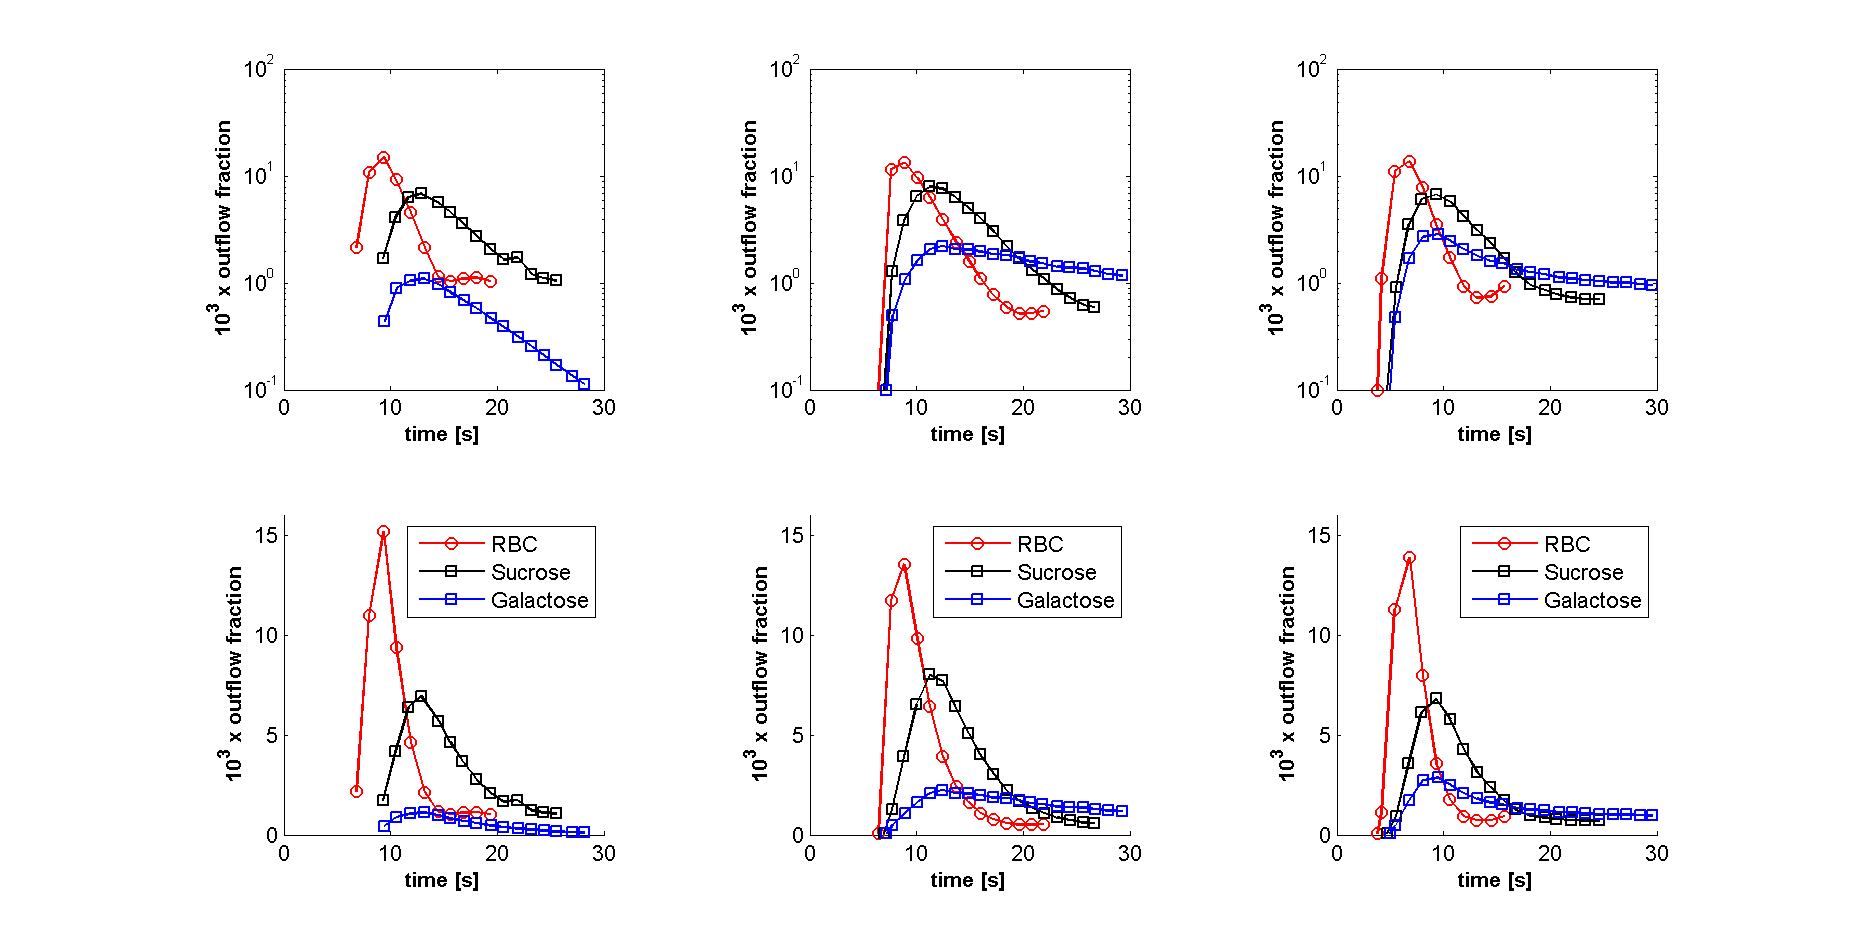 10^2 10^2 10^2
10^1 10^1 10^1
10^0 10^0 10^0
10^-1 10^-1 10^-1
10^3 x outflow fraction 10^3 x outflow fraction 10^3 x outflow fraction
0 10 20 30 0 10 20 30 0 10 20 30
time [s] time [s] time [s]
15 15 15
RBC RBC RBC
Sucrose Sucrose Sucrose
Galactose Galactose Galactose
10 10 10
5 5 5
0 0 0
10^3 x outflow fraction 10^3 x outflow fraction 10^3 x outflow fraction
0 10 20 30 0 10 20 30 0 10 20 30
time [s] time [s] time [s]